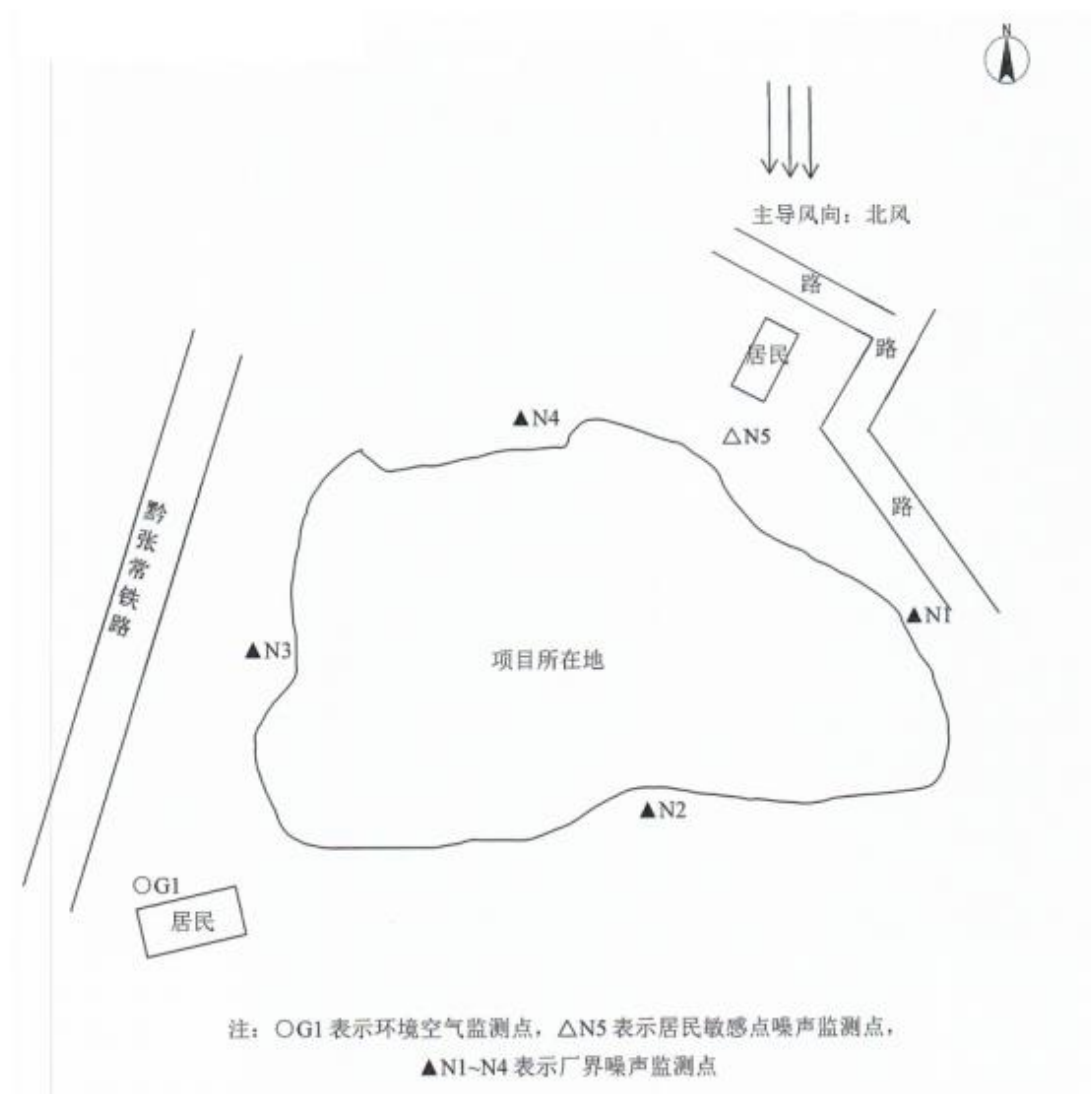 N
主导风向：北风
路
居民
路
▲N4
△N5
黔张常铁路
路
▲N1
▲N3
项目所在地
▲N2
○G1
居民
注：○G1 表示环境空气监测点，△N5 表示居民敏感点噪声监测点，
▲N1~N4 表示厂界噪声监测点